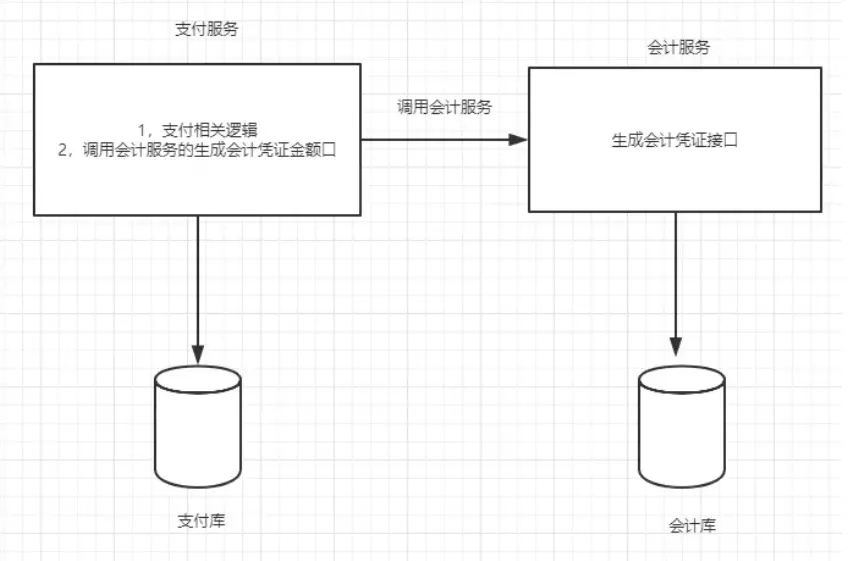 支付服务
会计服务
1，支付相关逻辑
2，调用会计服务的生成会计凭证金额口
调用会计服务
生成会计凭证接口
支付库
会计库